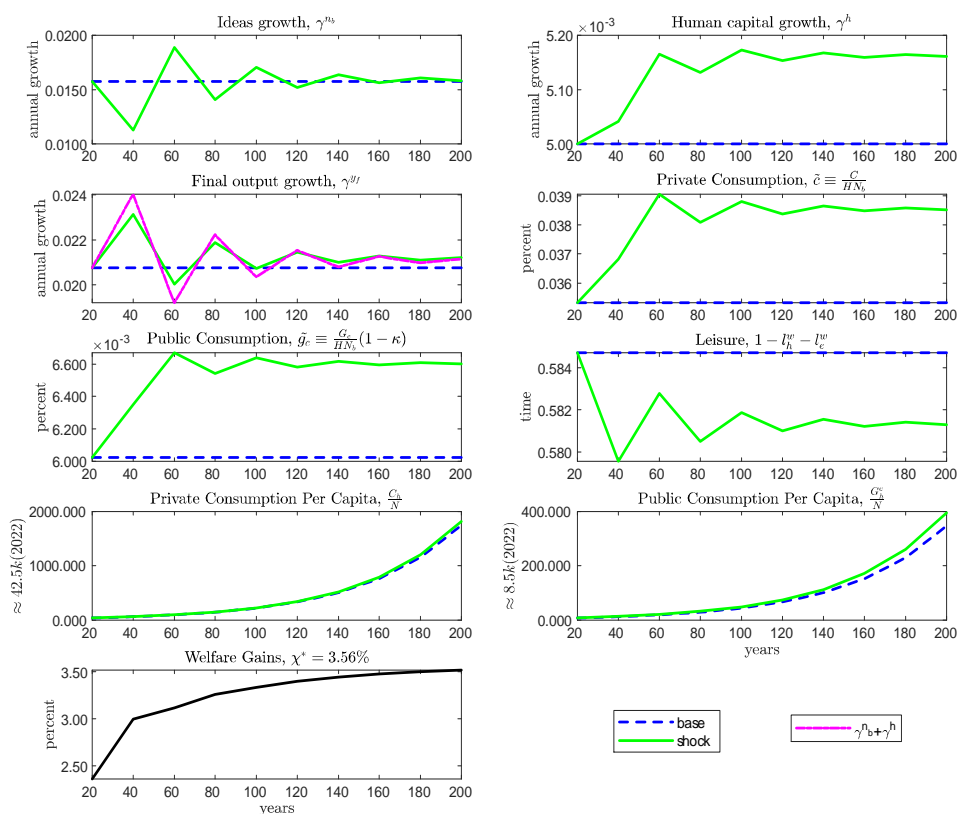 Ideas growth, γ^{n_b}
annual growth
0.0200
0.0150
0.0100
20 40 60 80 100 120 140 160 180 200
Human capital growth, γ^h
×10^{-3}
annual growth
5.20
5.10
5.00
20 40 60 80 100 120 140 160 180 200
Final output growth, γ^{y_f}
annual growth
0.024
0.022
0.020
20 40 60 80 100 120 140 160 180 200
Private Consumption, c̃ ≡ C/HN_b
percent
0.039
0.037
0.036
20 40 60 80 100 120 140 160 180 200
Public Consumption, g̃_c ≡ G_c/HN_b (1 − κ)
×10^{-3}
percent
6.600
6.400
6.200
6.000
20 40 60 80 100 120 140 160 180 200
Leisure, 1 − l_h^w − l_e^w
time
0.584
0.582
0.580
20 40 60 80 100 120 140 160 180 200
Private Consumption Per Capita, C_h/N
≈ 42.5k(2022)
2000.000
1000.000
0.000
20 40 60 80 100 120 140 160 180 200
Public Consumption Per Capita, G_h^c/N
≈ 8.5k(2022)
400.000
200.000
0.000
20 40 60 80 100 120 140 160 180 200
years
Welfare Gains, χ* = 3.56%
percent
3.50
3.00
2.50
20 40 60 80 100 120 140 160 180 200
years
base
shock
γ^{n_b}+γ^h